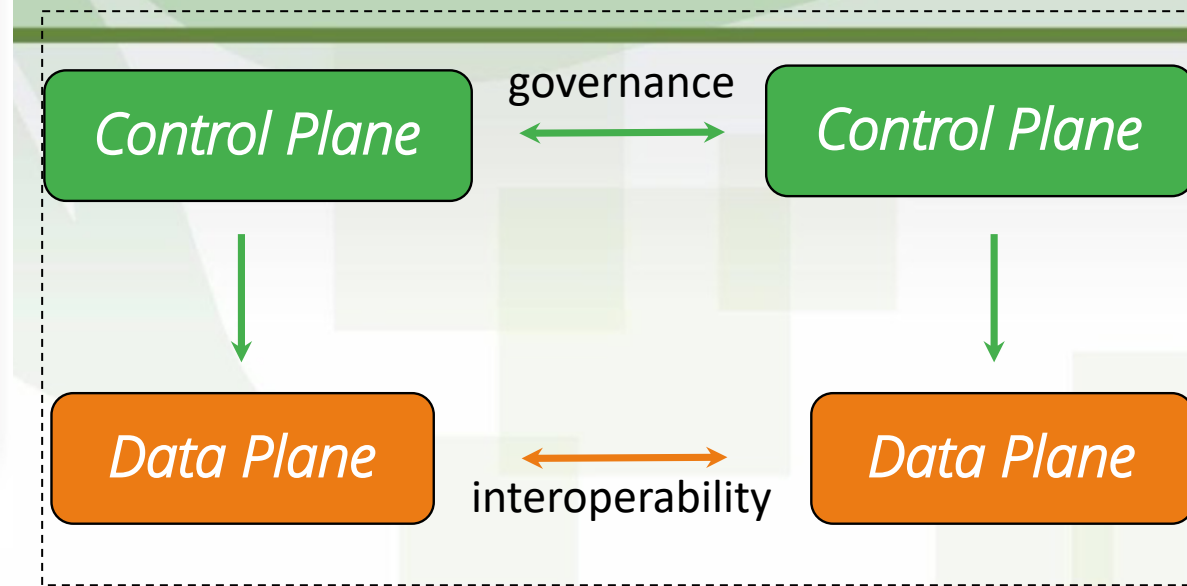 governance
Control Plane
Control Plane
Data Plane
Data Plane
interoperability